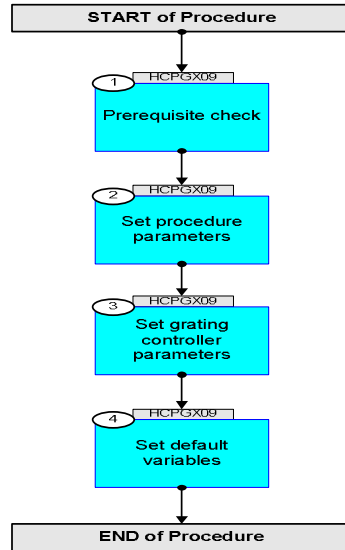 START of Procedure
HCPGX09
1
Prerequisite check
HCPGX09
2
Set procedure
parameters
HCPGX09
3
Set grating
controller
parameters
HCPGX09
4
Set default
variables
END of Procedure